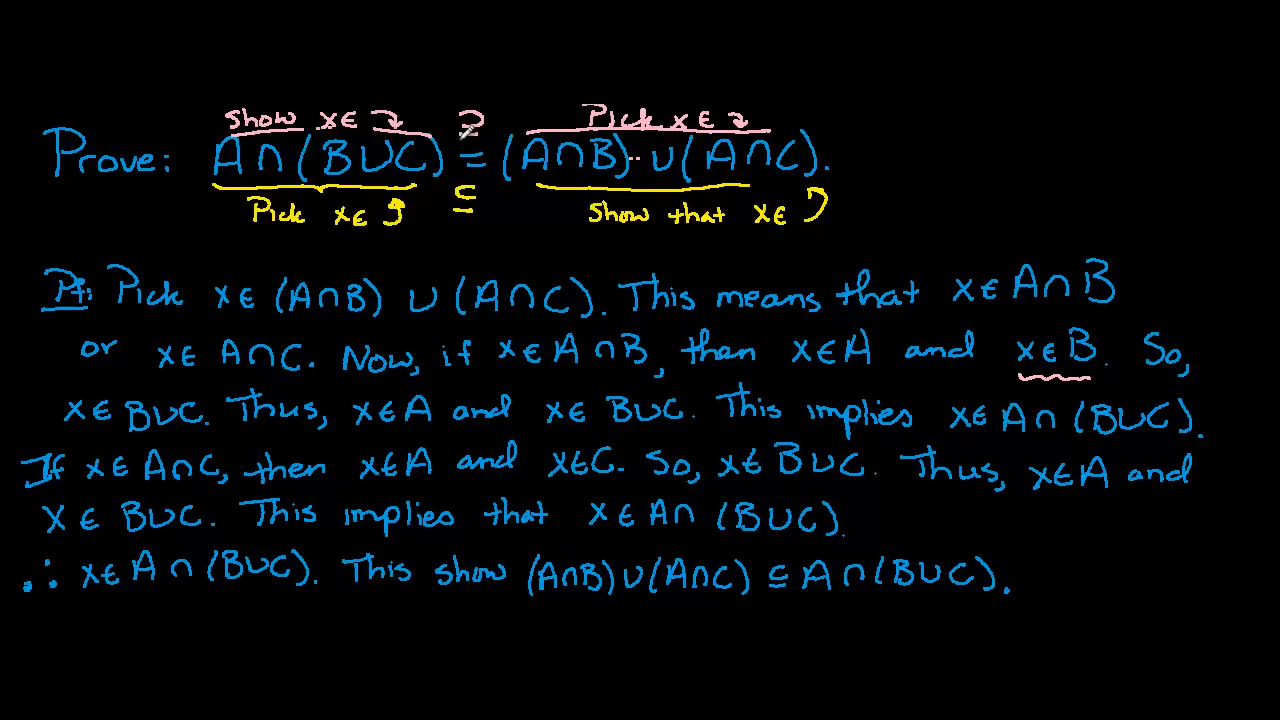 Show x∈ ⊇ Pick x∈
Prove: A∩(B∪C) = (A∩B) ∪ (A∩C).
Pick x∈ ⊆ Show that x∈
Pf: Pick x∈ (A∩B) ∪ (A∩C). This means that x∈ A∩B
or x∈ A∩C. Now, if x∈A∩B, then x∈A and x∈B. So,
x∈ B∪C. Thus, x∈A and x∈ B∪C. This implies x∈ A∩(B∪C).
If x∈A∩C, then x∈A and x∈C. So, x∈ B∪C. Thus, x∈A and
x∈ B∪C. This implies that x∈ A∩ (B∪C).
∴ x∈ A∩(B∪C). This show (A∩B)∪(A∩C) ⊆ A∩(B∪C).